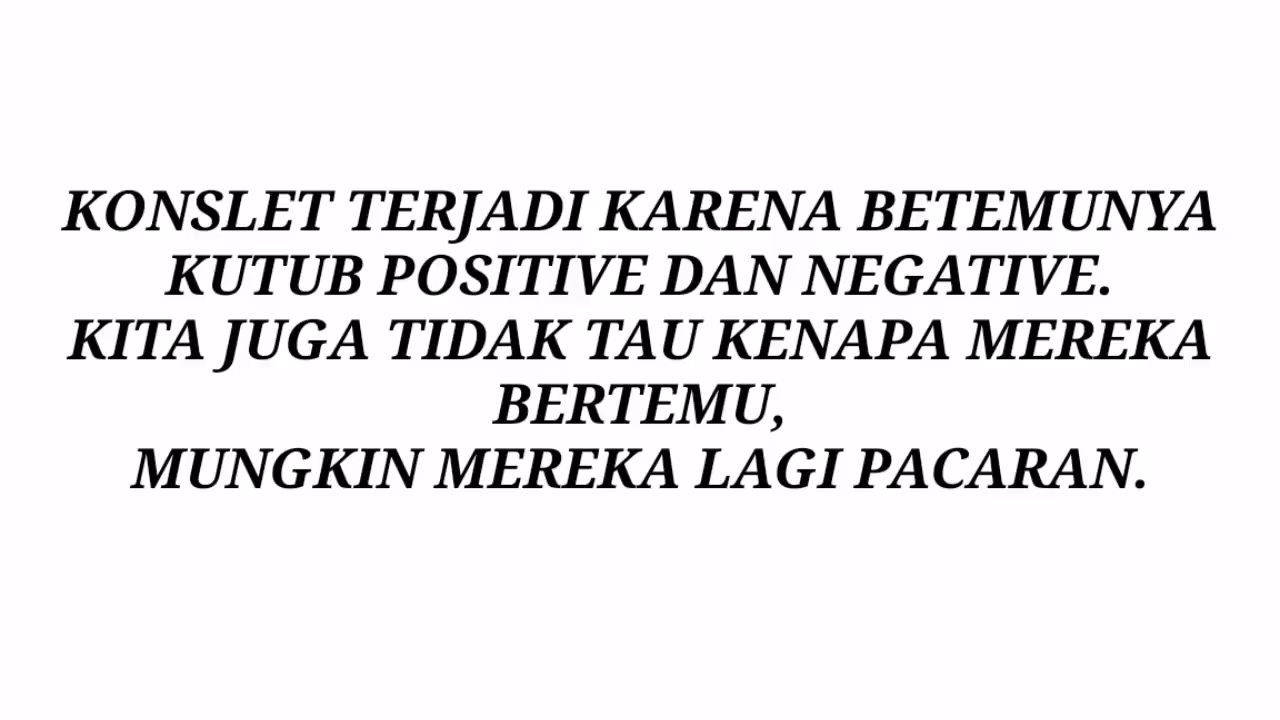 KONSLET TERJADI KARENA BETEMUNYA
KUTUB POSITIVE DAN NEGATIVE.
KITA JUGA TIDAK TAU KENAPA MEREKA
BERTEMU,
MUNGKIN MEREKA LAGI PACARAN.